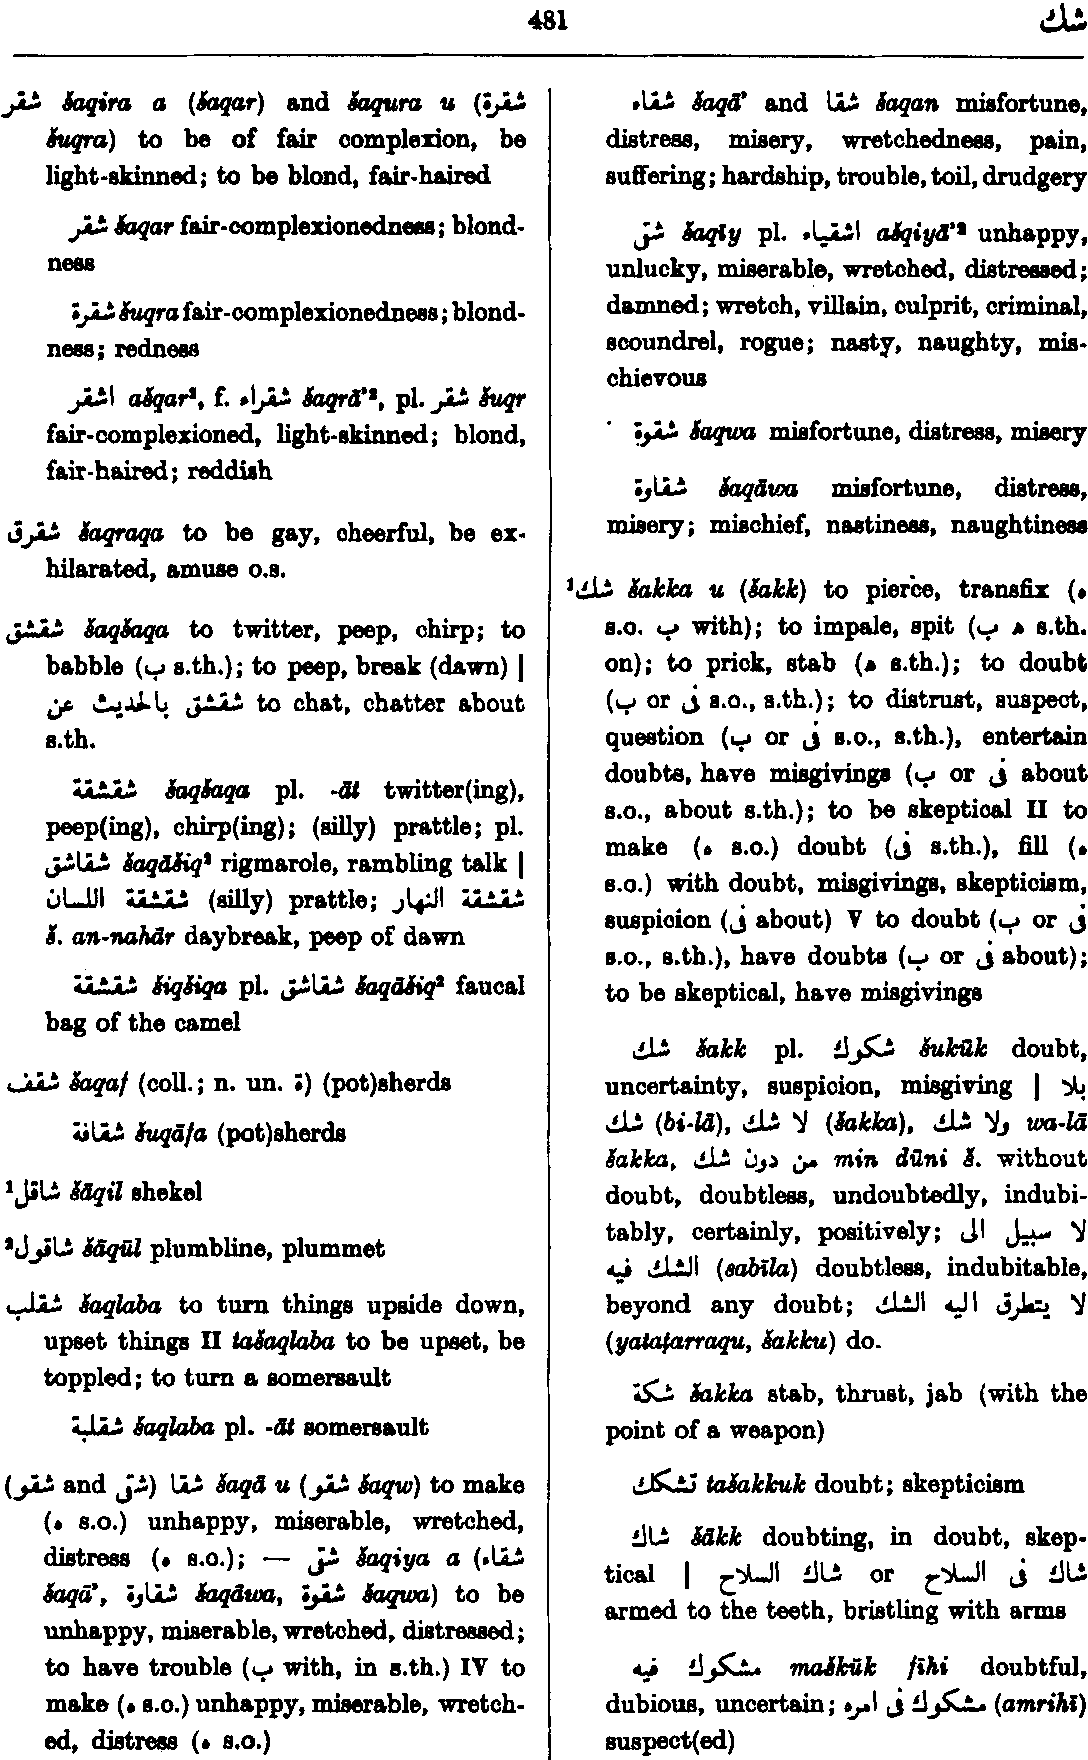 481
شك
شقر šaqira a (šaqar) and šaqura u (شقرة
šuqra) to be of fair complexion, be
light-skinned; to be blond, fair-haired
شقر šaqar fair-complexionedness; blond-
ness
شقرة šuqra fair-complexionedness; blond-
ness; redness
اشقر ašqar², f. شقراء šaqrā’², pl. شقر šuqr
fair-complexioned, light-skinned; blond,
fair-haired; reddish
شقرق šaqraqa to be gay, cheerful, be ex-
hilarated, amuse o.s.
شقشق šaqšaqa to twitter, peep, chirp; to
babble (ب s.th.); to peep, break (dawn) |
شقشق بالحديث عن to chat, chatter about
s.th.
شقشقة šaqšaqa pl. -āt twitter(ing),
peep(ing), chirp(ing); (silly) prattle; pl.
شقاشق šaqāšiq² rigmarole, rambling talk |
شقشقة اللسان (silly) prattle; شقشقة النهار
š. an-nahār daybreak, peep of dawn
شقشقة šiqšiqa pl. شقاشق šaqāšiq² faucal
bag of the camel
شقف šaqaf (coll.; n. un. ة) (pot)sherds
شقافة šuqāfa (pot)sherds
¹شاقل šāqil shekel
²شاقول šāqūl plumbline, plummet
شقلب šaqlaba to turn things upside down,
upset things II tašaqlaba to be upset, be
toppled; to turn a somersault
شقلبة šaqlaba pl. -āt somersault
(شقو and شقى) شقا šaqā u (شقو šaqw) to make
(ه s.o.) unhappy, miserable, wretched,
distress (ه s.o.); — شقى šaqiya a (شقاء
šaqā’, شقاوة šaqāwa, شقوة šaqwa) to be
unhappy, miserable, wretched, distressed;
to have trouble (ب with, in s.th.) IV to
make (ه s.o.) unhappy, miserable, wretch-
ed, distress (ه s.o.)
شقاء šaqā’ and شقا šaqan misfortune,
distress, misery, wretchedness, pain,
suffering; hardship, trouble, toil, drudgery
شقى šaqīy pl. اشقياء ašqiyā’² unhappy,
unlucky, miserable, wretched, distressed;
damned; wretch, villain, culprit, criminal,
scoundrel, rogue; nasty, naughty, mis-
chievous
شقوة šaqwa misfortune, distress, misery
شقاوة šaqāwa misfortune, distress,
misery; mischief, nastiness, naughtiness
¹شك šakka u (šakk) to pierce, transfix (ه
s.o. ب with); to impale, spit (ب ه s.th.
on); to prick, stab (ه s.th.); to doubt
(ب or فى s.o., s.th.); to distrust, suspect,
question (ب or فى s.o., s.th.), entertain
doubts, have misgivings (ب or فى about
s.o., about s.th.); to be skeptical II to
make (ه s.o.) doubt (فى s.th.), fill (ه
s.o.) with doubt, misgivings, skepticism,
suspicion (فى about) V to doubt (ب or فى
s.o., s.th.), have doubts (ب or فى about);
to be skeptical, have misgivings
شك šakk pl. شكوك šukūk doubt,
uncertainty, suspicion, misgiving | بلا
شك (bi-lā), لا شك (šakka), ولا شك wa-lā
šakka, من دون شك min dūni š. without
doubt, doubtless, undoubtedly, indubi-
tably, certainly, positively; لا سبيل الى
الشك فيه (sabīla) doubtless, indubitable,
beyond any doubt; لا يتطرق اليه الشك
(yataṭarraqu, šakku) do.
شكة šakka stab, thrust, jab (with the
point of a weapon)
تشكك tašakkuk doubt; skepticism
شاك šākk doubting, in doubt, skep-
tical | شاك السلاح or شاك فى السلاح
armed to the teeth, bristling with arms
مشكوك فيه maškūk fīhi doubtful,
dubious, uncertain; مشكوك فى امره (amrihī)
suspect(ed)